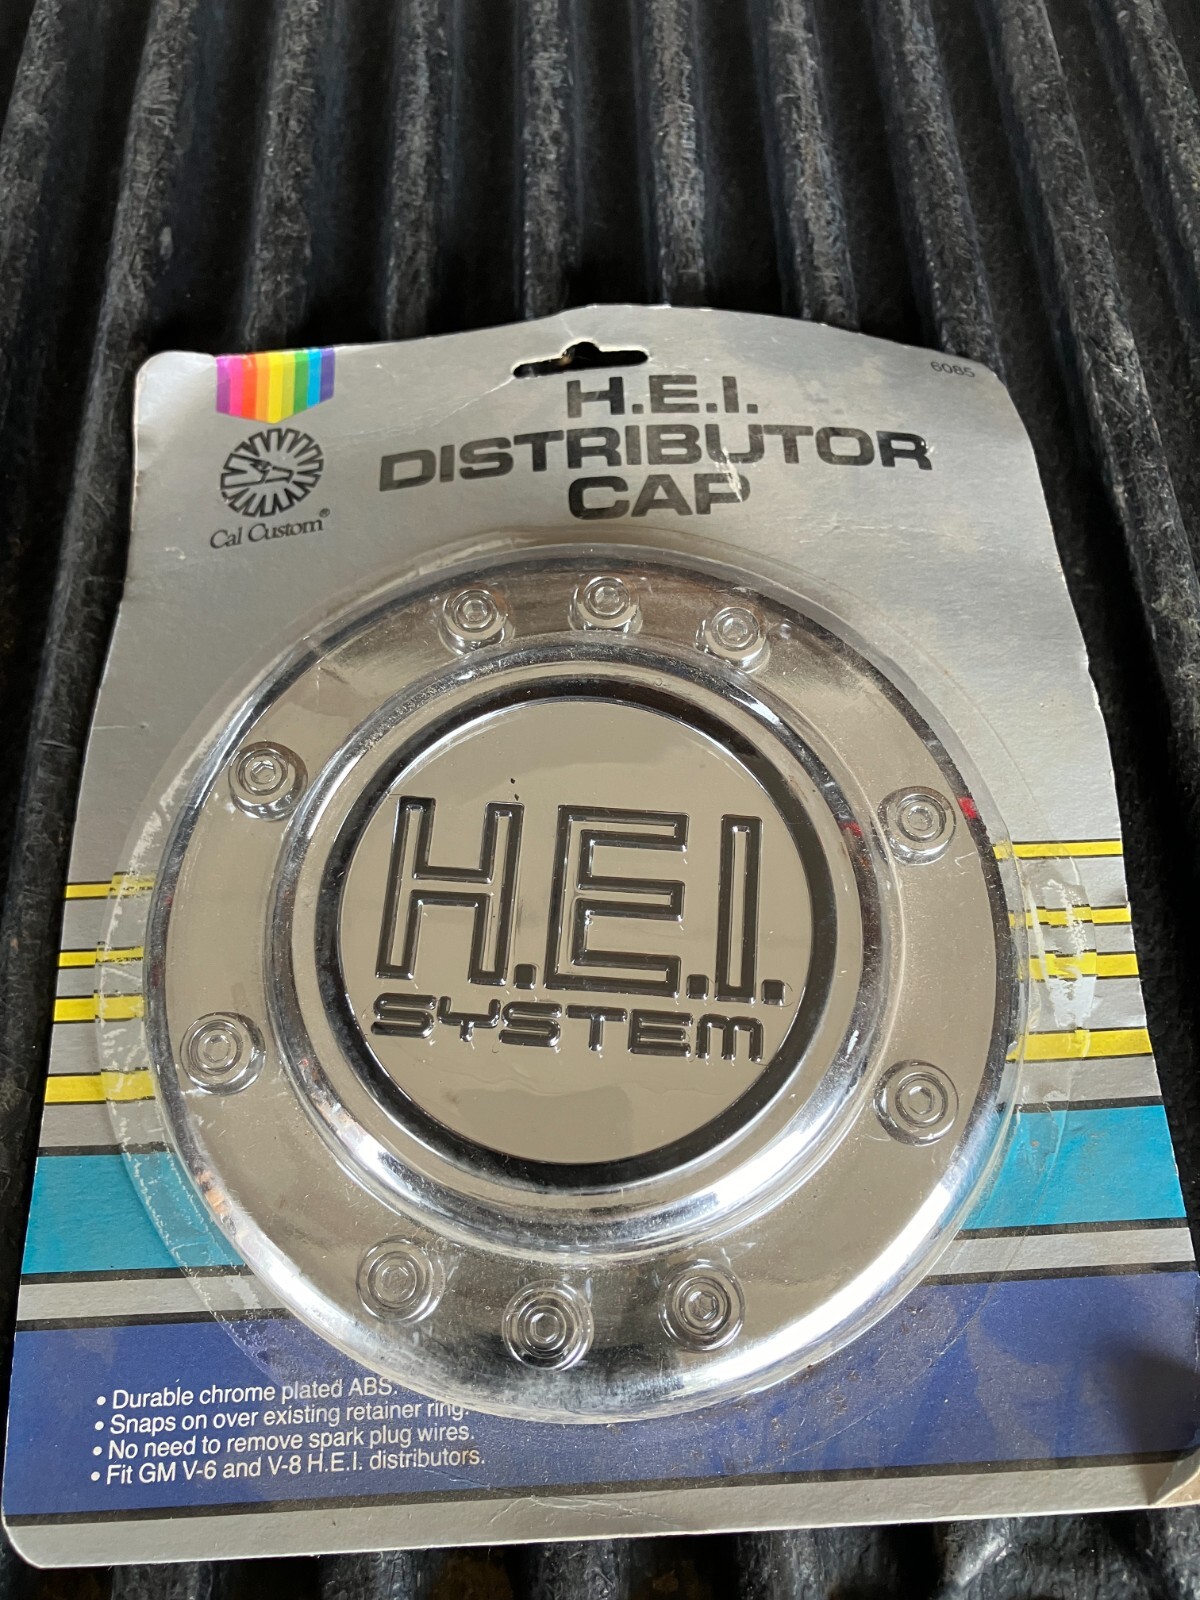 6085
H.E.I.
DISTRIBUTOR
CAP
Cal Custom®
H.E.I.
SYSTEM
• Durable chrome plated ABS.
• Snaps on over existing retainer ring.
• No need to remove spark plug wires.
• Fit GM V-6 and V-8 H.E.I. distributors.